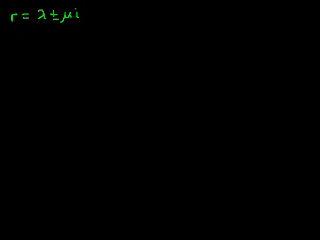 r = λ ± μi